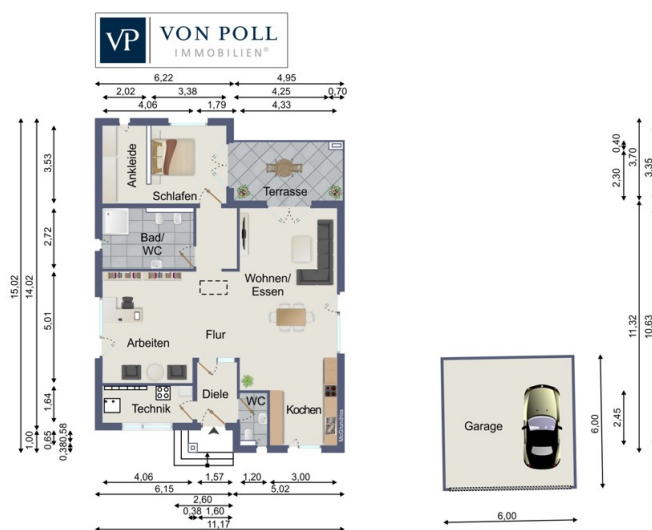 VP VON POLL
IMMOBILIEN®
6,22 4,95
2,02 3,38 4,25 0,70
4,06 1,79 4,33
15,02
14,02
3,53
2,72
5,01
1,64
1,00
0,65
0,38 0,58
Ankleide
Schlafen
Terrasse
Bad/
WC
Wohnen/
Essen
Arbeiten
Flur
Technik
Diele
WC
Kochen
4,06 1,57 1,20 3,00
6,15 5,02
2,60
0,38 1,60
11,17
Garage
6,00
6,00
0,40
2,30
3,70
3,35
11,32
10,63
2,45